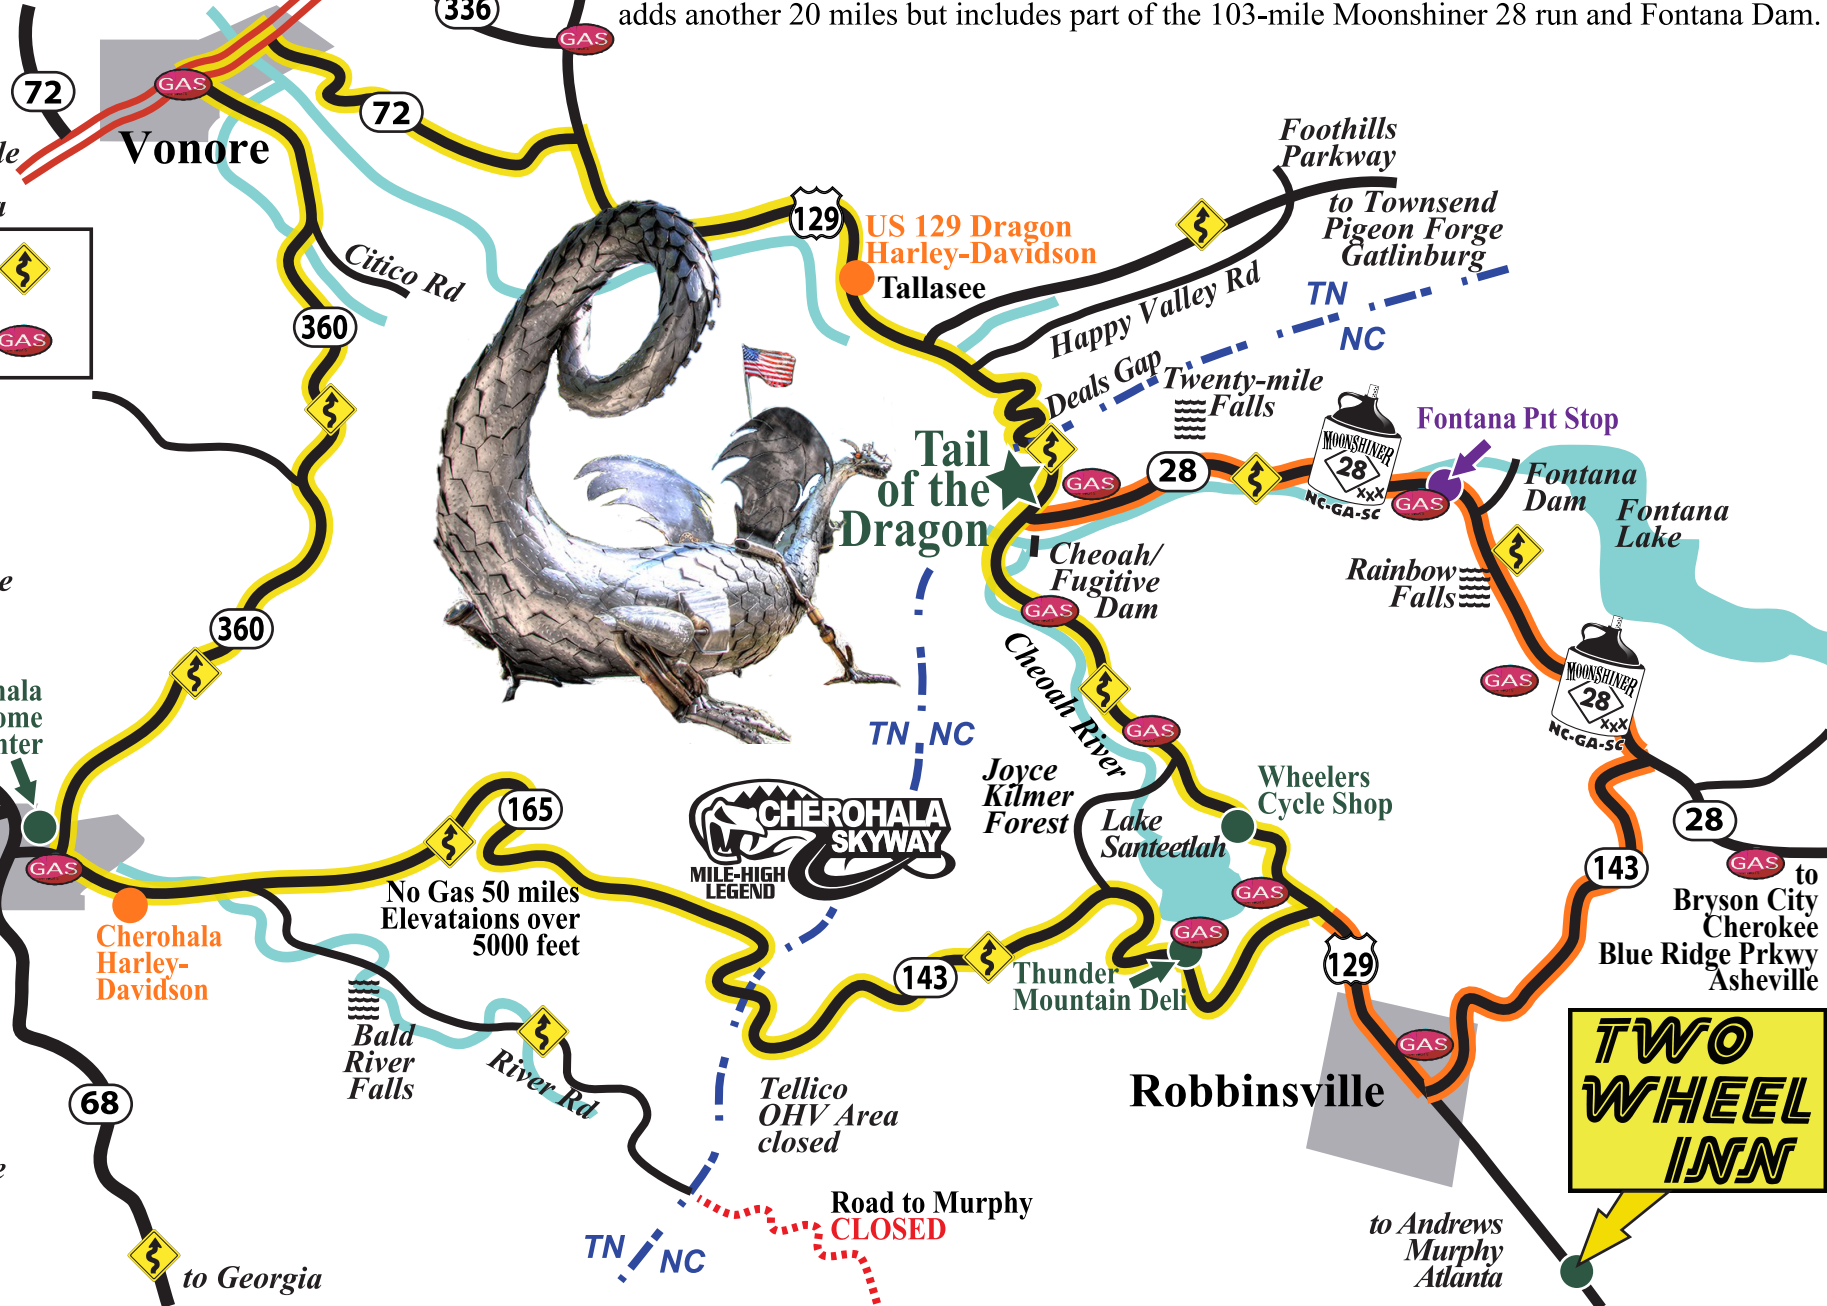 adds another 20 miles but includes part of the 103-mile Moonshiner 28 run and Fontana Dam.
336
GAS
72
GAS
72
Vonore
Foothills
Parkway
to Townsend
Pigeon Forge
Gatlinburg
129
US 129 Dragon
Harley-Davidson
Tallasee
Citico Rd
360
GAS
Happy Valley Rd
TN
NC
Deals Gap
Twenty-mile
Falls
MOONSHINER
28
XXX
NC-GA-SC
Fontana Pit Stop
Tail
of the
Dragon
GAS
28
GAS
Fontana
Dam
Fontana
Lake
Cheoah/
Fugitive
Dam
GAS
Rainbow
Falls
360
Cheoah River
GAS
MOONSHINER
28
XXX
NC-GA-SC
TN
NC
GAS
Joyce
Kilmer
Forest
Wheelers
Cycle Shop
Lake
Santeetlah
165
CHEROHALA
SKYWAY
MILE-HIGH
LEGEND
28
143
GAS
to
Bryson City
Cherokee
Blue Ridge Prkwy
Asheville
GAS
No Gas 50 miles
Elevataions over
5000 feet
GAS
GAS
Cherohala
Harley-
Davidson
143
Thunder
Mountain Deli
129
Bald
River
Falls
River Rd
GAS
Robbinsville
TWO
WHEEL
INN
68
Tellico
OHV Area
closed
Road to Murphy
CLOSED
TN
NC
to Georgia
to Andrews
Murphy
Atlanta